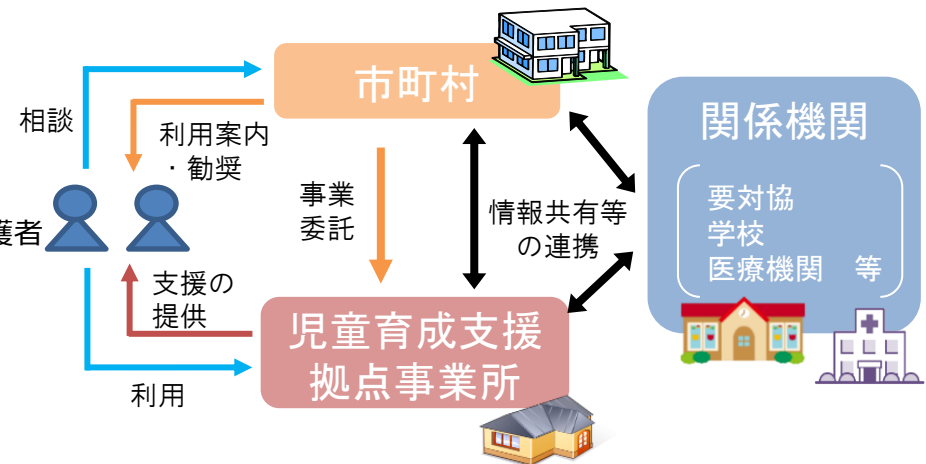 市町村
相談
利用案内
・勧奨
関係機関
要対協
学校
医療機関 等
事業
委託
情報共有等
の連携
護者
支援の
提供
児童育成支援
拠点事業所
利用